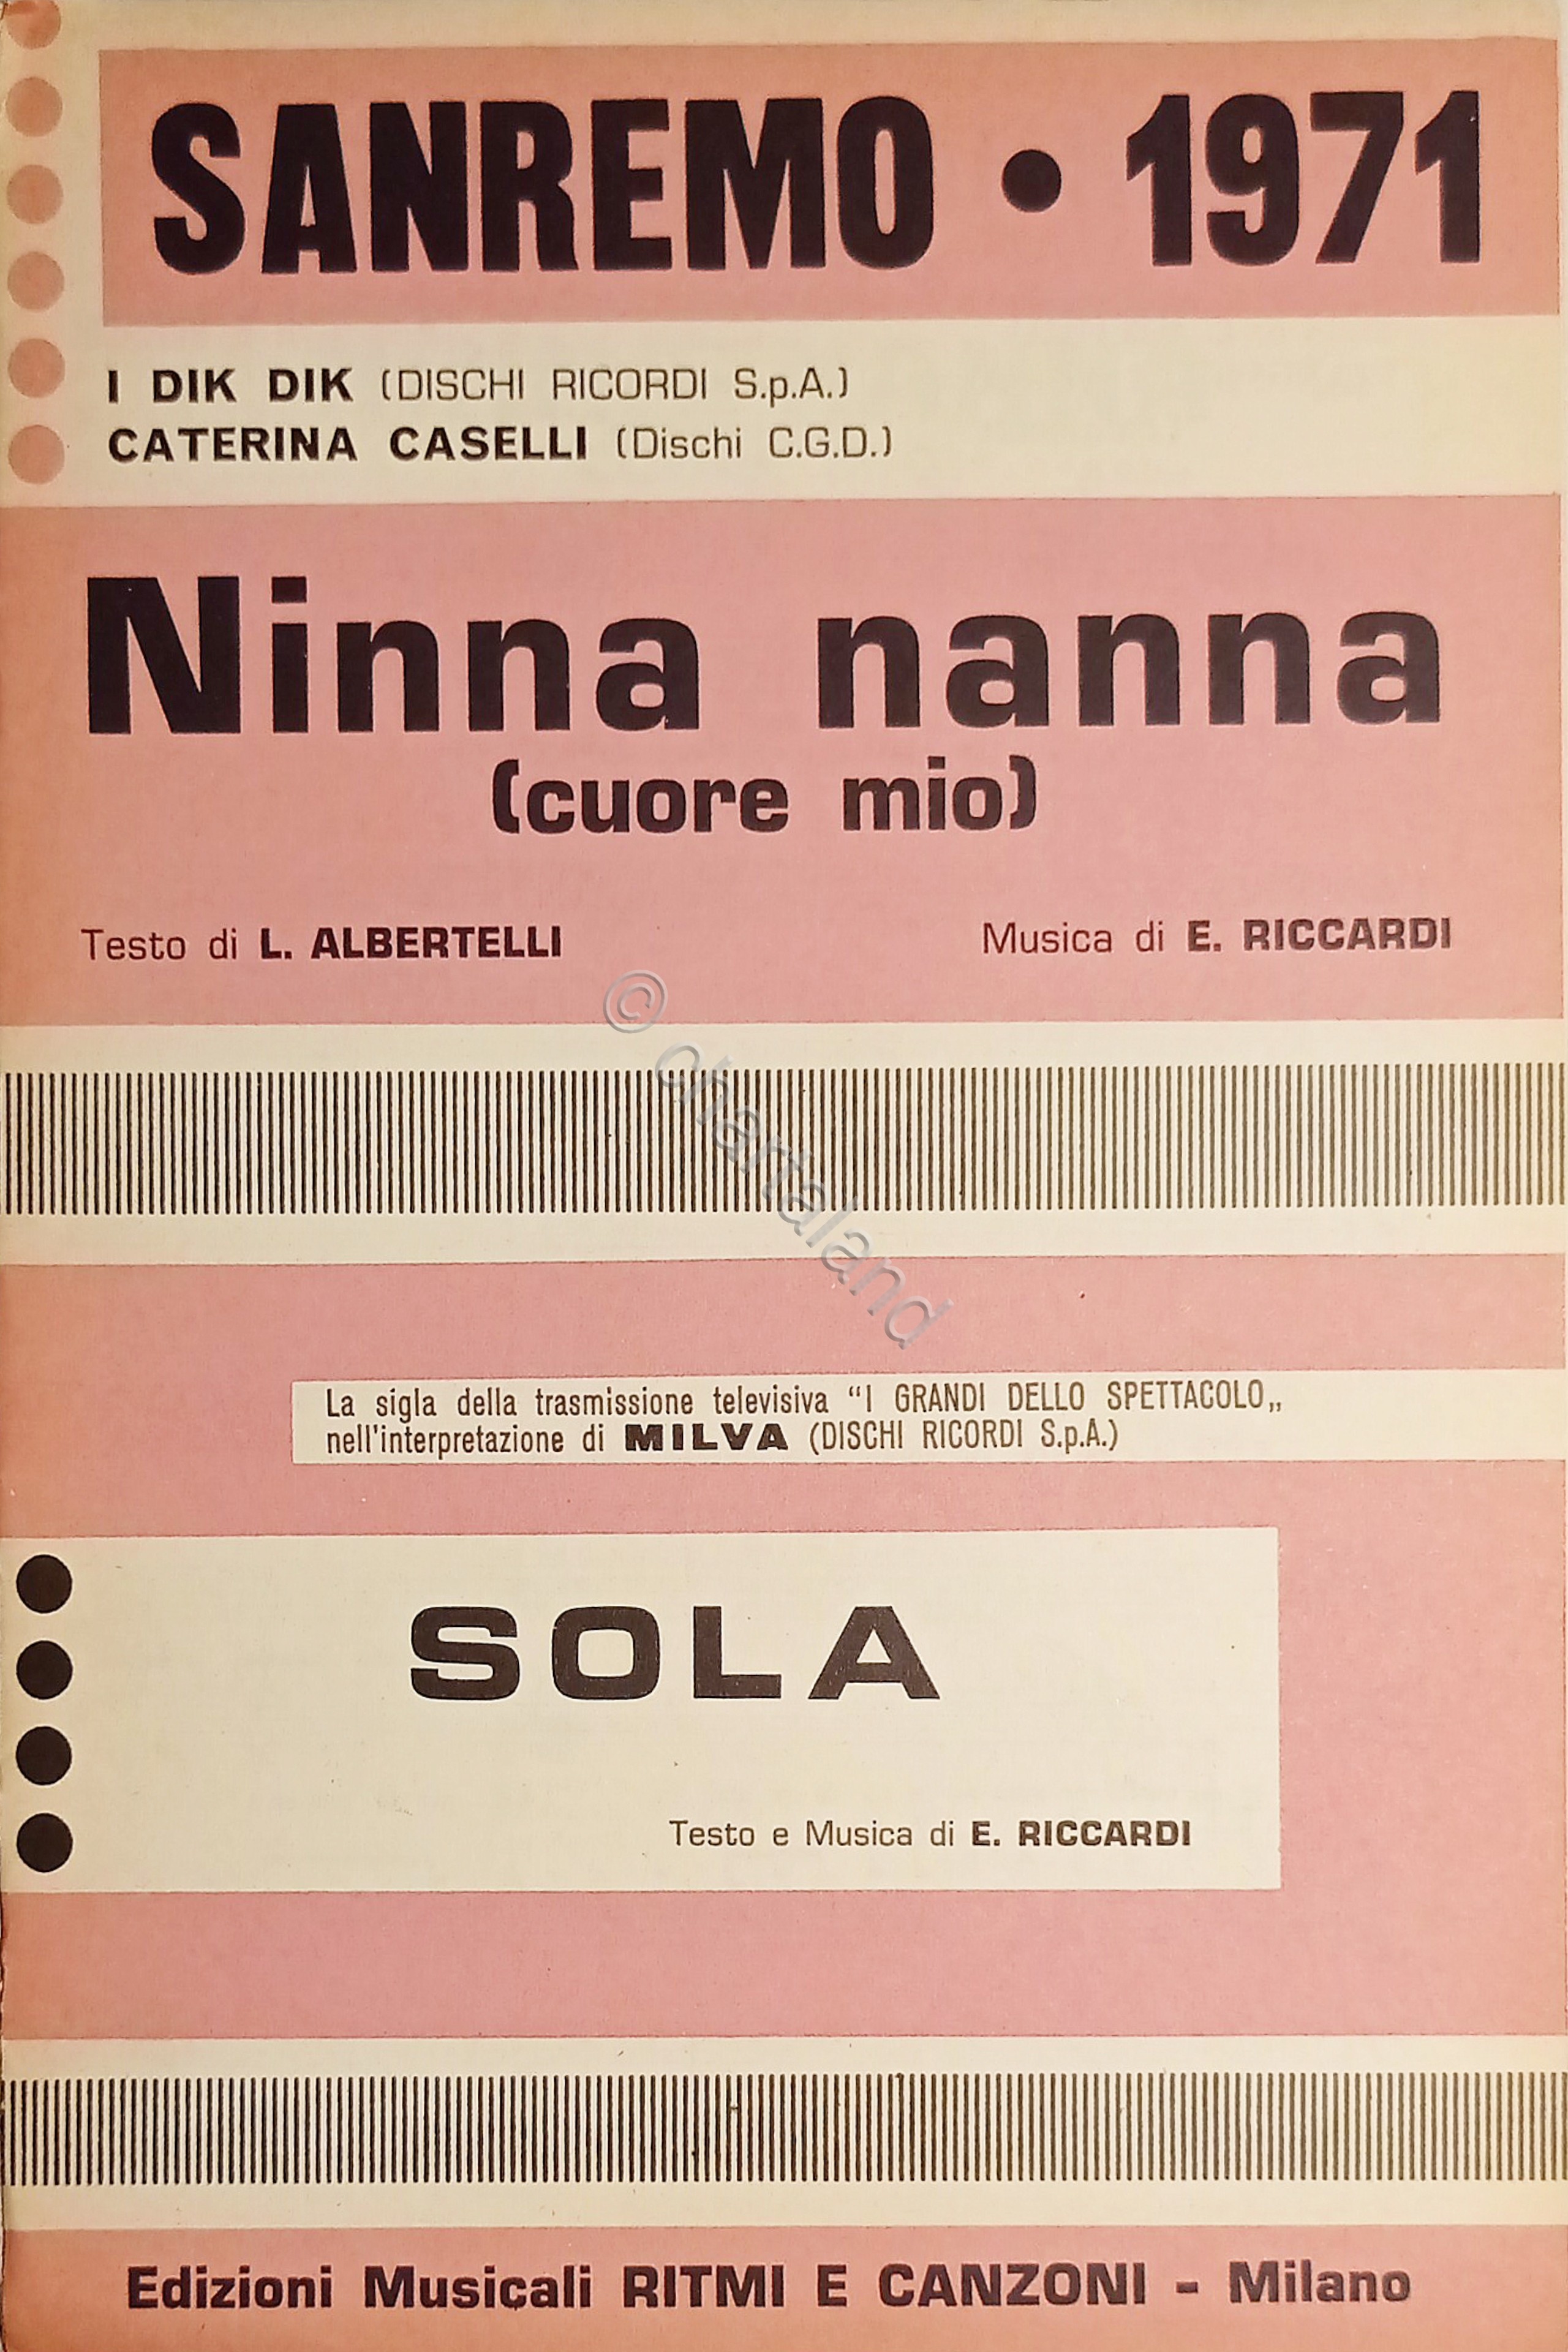 SANREMO • 1971
I DIK DIK (DISCHI RICORDI S.p.A.)
CATERINA CASELLI (Dischi C.G.D.)
Ninna nanna
(cuore mio)
Testo di L. ALBERTELLI
Musica di E. RICCARDI
© chartaland
La sigla della trasmissione televisiva “I GRANDI DELLO SPETTACOLO„
nell'interpretazione di MILVA (DISCHI RICORDI S.p.A.)
SOLA
Testo e Musica di E. RICCARDI
Edizioni Musicali RITMI E CANZONI - Milano